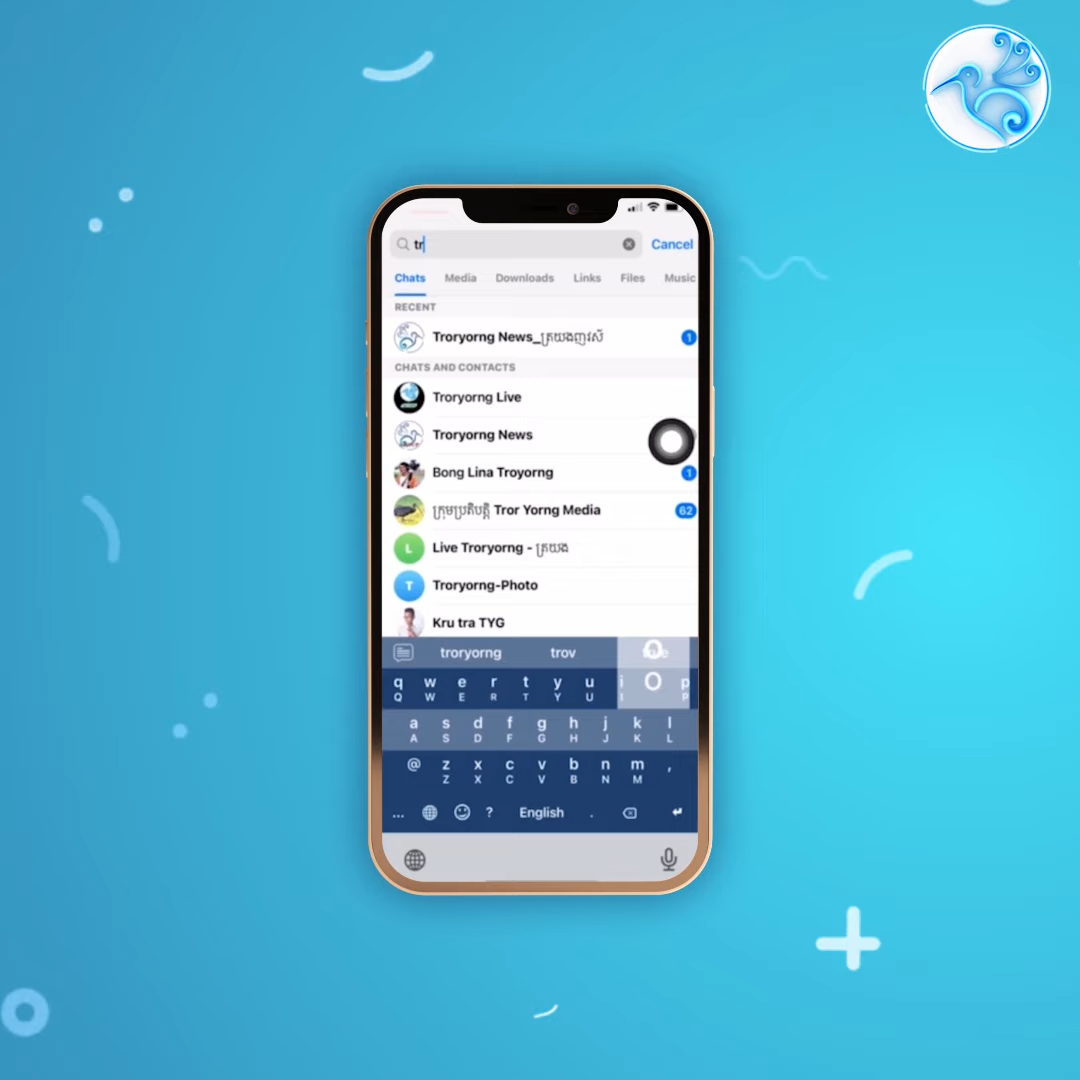 tr
Cancel
Chats Media Downloads Links Files Music
RECENT
Troryorng News_ត្រយងញូវស៍
1
CHATS AND CONTACTS
Troryorng Live
Troryorng News
Bong Lina Troyorng
1
ក្រុមប្រតិបត្តិ Tror Yorng Media
62
L
Live Troryorng - ត្រយង
T
Troryorng-Photo
Kru tra TYG
troryorng trov
O
q w e r t y u i O p
Q W E R T Y U I P
a s d f g h j k l
A S D F G H J K L
@ z x c v b n m ,
Z X C V B N M
... ? English .